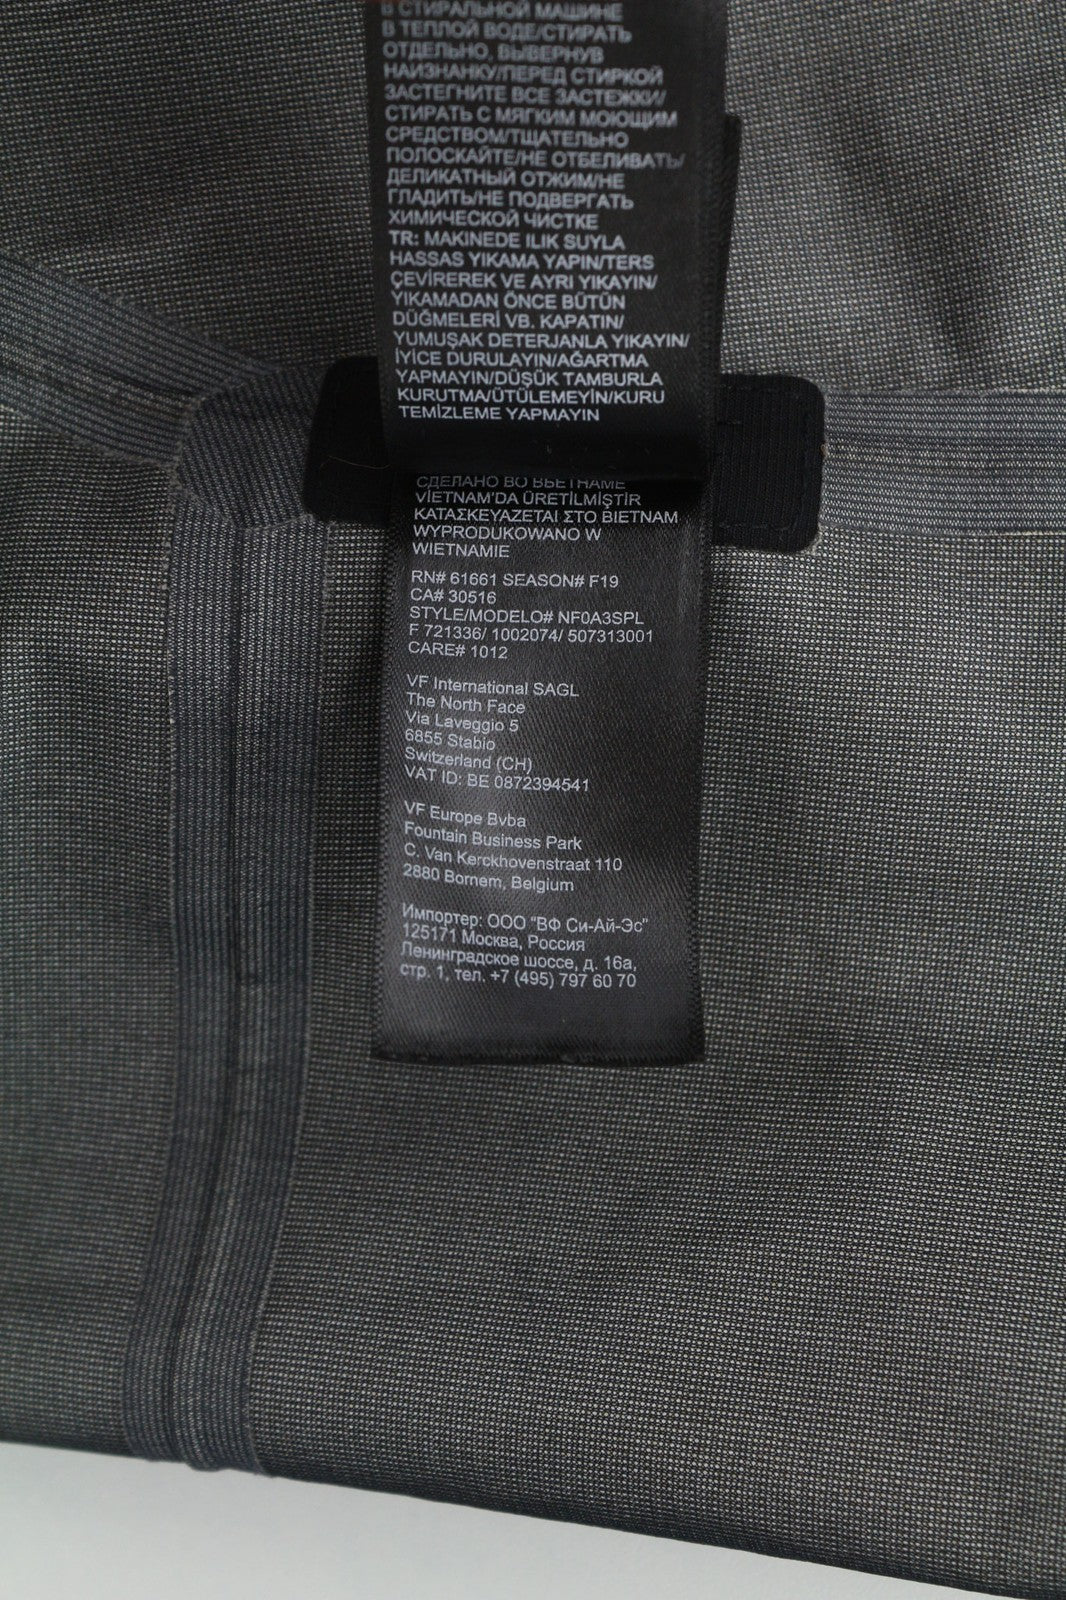 В СТИРАЛЬНОЙ МАШИНЕ
В ТЕПЛОЙ ВОДЕ/СТИРАТЬ
ОТДЕЛЬНО, ВЫВЕРНУВ
НАИЗНАНКУ/ПЕРЕД СТИРКОЙ
ЗАСТЕГНИТЕ ВСЕ ЗАСТЕЖКИ/
СТИРАТЬ С МЯГКИМ МОЮЩИМ
СРЕДСТВОМ/ТЩАТЕЛЬНО
ПОЛОСКАЙТЕ/НЕ ОТБЕЛИВАТЬ/
ДЕЛИКАТНЫЙ ОТЖИМ/НЕ
ГЛАДИТЬ/НЕ ПОДВЕРГАТЬ
ХИМИЧЕСКОЙ ЧИСТКЕ
TR: MAKINEDE ILIK SUYLA
HASSAS YIKAMA YAPIN/TERS
ÇEVİREREK VE AYRI YIKAYIN/
YIKAMADAN ÖNCE BÜTÜN
DÜĞMELERİ VB. KAPATIN/
YUMUŞAK DETERJANLA YIKAYIN/
İYİCE DURULAYIN/AĞARTMA
YAPMAYIN/DÜŞÜK TAMBURLA
KURUTMA/ÜTÜLEMEYİN/KURU
TEMİZLEME YAPMAYIN
СДЕЛАНО ВО ВЬЕТНАМЕ
VİETNAM'DA ÜRETİLMİŞTİR
ΚΑΤΑΣΚΕΥΑΖΕΤΑΙ ΣΤΟ ΒΙΕΤΝΑΜ
WYPRODUKOWANO W
WIETNAMIE
RN# 61661 SEASON# F19
CA# 30516
STYLE/MODELO# NF0A3SPL
F 721336/ 1002074/ 507313001
CARE# 1012
VF International SAGL
The North Face
Via Laveggio 5
6855 Stabio
Switzerland (CH)
VAT ID: BE 0872394541
VF Europe Bvba
Fountain Business Park
C. Van Kerckhovenstraat 110
2880 Bornem, Belgium
Импортер: ООО "ВФ Си-Ай-Эс"
125171 Москва, Россия
Ленинградское шоссе, д. 16а,
стр. 1, тел. +7 (495) 797 60 70